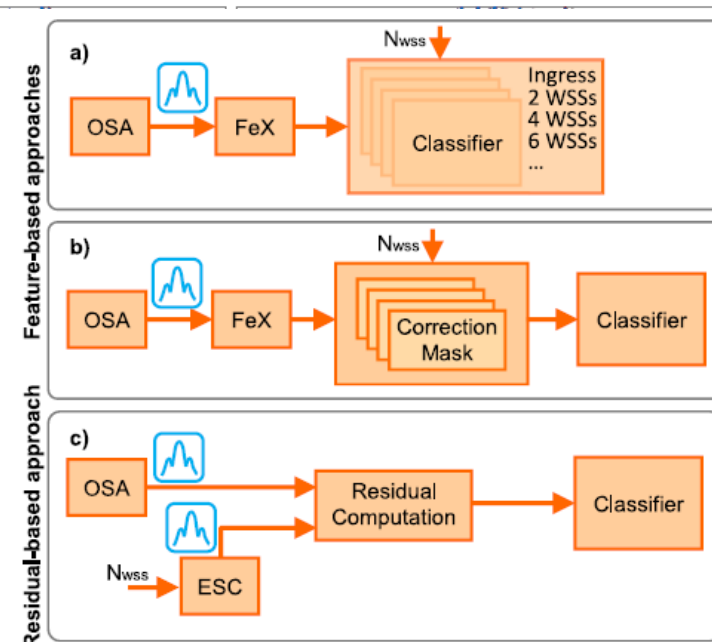 Feature-based approaches
a)
Nwss
OSA
FeX
Classifier
Ingress
2 WSSs
4 WSSs
6 WSSs
...
b)
Nwss
OSA
FeX
Correction
Mask
Classifier
Residual-based approach
c)
OSA
Nwss
ESC
Residual
Computation
Classifier